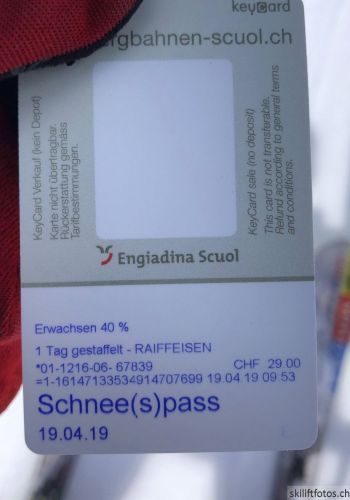 keycard
ergbahnen-scuol.ch
KeyCard Verkauf (kein Depot)
Karte nicht übertragbar.
Rückerstattung gemäss
Tarifbestimmungen.
KeyCard sale (no deposit)
This card is not transferable.
Refund according to general terms
and conditions.
Engiadina Scuol
Erwachsen 40 %
1 Tag gestaffelt - RAIFFEISEN
*01-1216-06- 67839 CHF 29.00
=1-16147133534914707699 19.04.19 09:53
Schnee(s)pass
19.04.19
skiliftfotos.ch